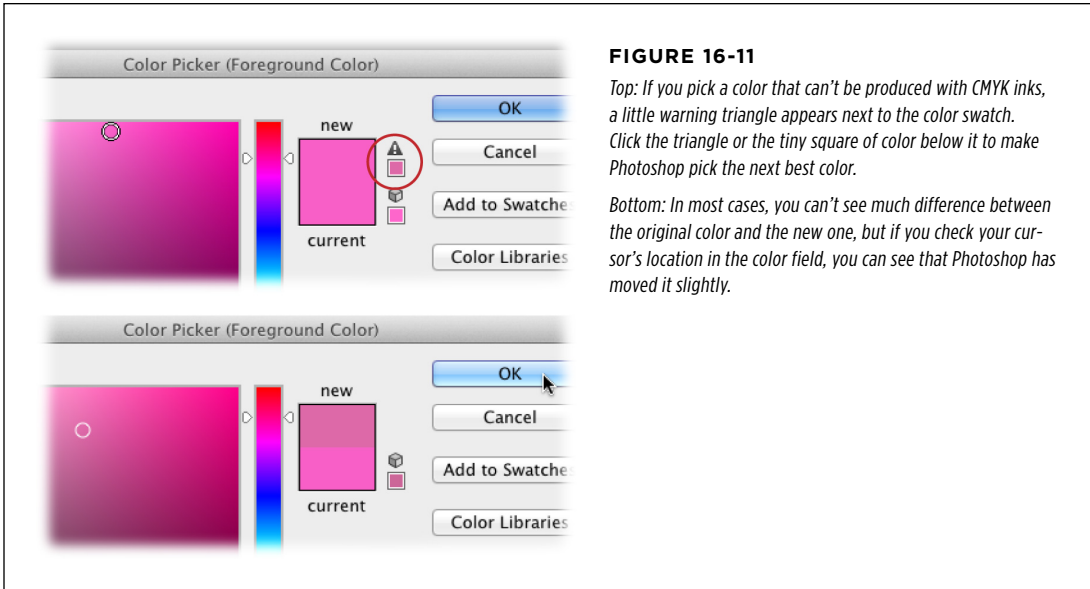 Color Picker (Foreground Color)
new
current
OK
Cancel
Add to Swatche
Color Libraries
Color Picker (Foreground Color)
new
current
OK
Cancel
Add to Swatche
Color Libraries
FIGURE 16-11
Top: If you pick a color that can't be produced with CMYK inks,
a little warning triangle appears next to the color swatch.
Click the triangle or the tiny square of color below it to make
Photoshop pick the next best color.
Bottom: In most cases, you can't see much difference between
the original color and the new one, but if you check your cur-
sor's location in the color field, you can see that Photoshop has
moved it slightly.